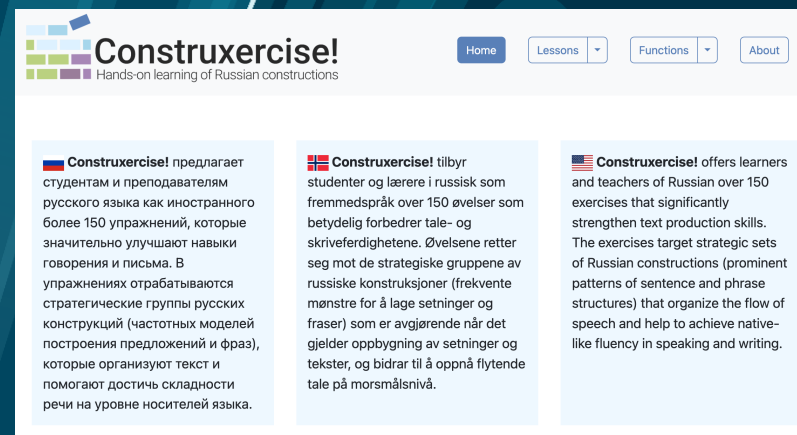 Construxercise!
Hands-on learning of Russian constructions
Home
Lessons
Functions
About
Construxercise! предлагает
студентам и преподавателям
русского языка как иностранного
более 150 упражнений, которые
значительно улучшают навыки
говорения и письма. В
упражнениях отрабатываются
стратегические группы русских
конструкций (частотных моделей
построения предложений и фраз),
которые организуют текст и
помогают достичь складности
речи на уровне носителей языка.
Construxercise! tilbyr
studenter og lærere i russisk som
fremmedspråk over 150 øvelser som
betydelig forbedrer tale- og
skriveferdighetene. Øvelsene retter
seg mot de strategiske gruppene av
russiske konstruksjoner (frekvente
mønstre for å lage setninger og
fraser) som er avgjørende når det
gjelder oppbygning av setninger og
tekster, og bidrar til å oppnå flytende
tale på morsmålsnivå.
Construxercise! offers learners
and teachers of Russian over 150
exercises that significantly
strengthen text production skills.
The exercises target strategic sets
of Russian constructions (prominent
patterns of sentence and phrase
structures) that organize the flow of
speech and help to achieve native-
like fluency in speaking and writing.